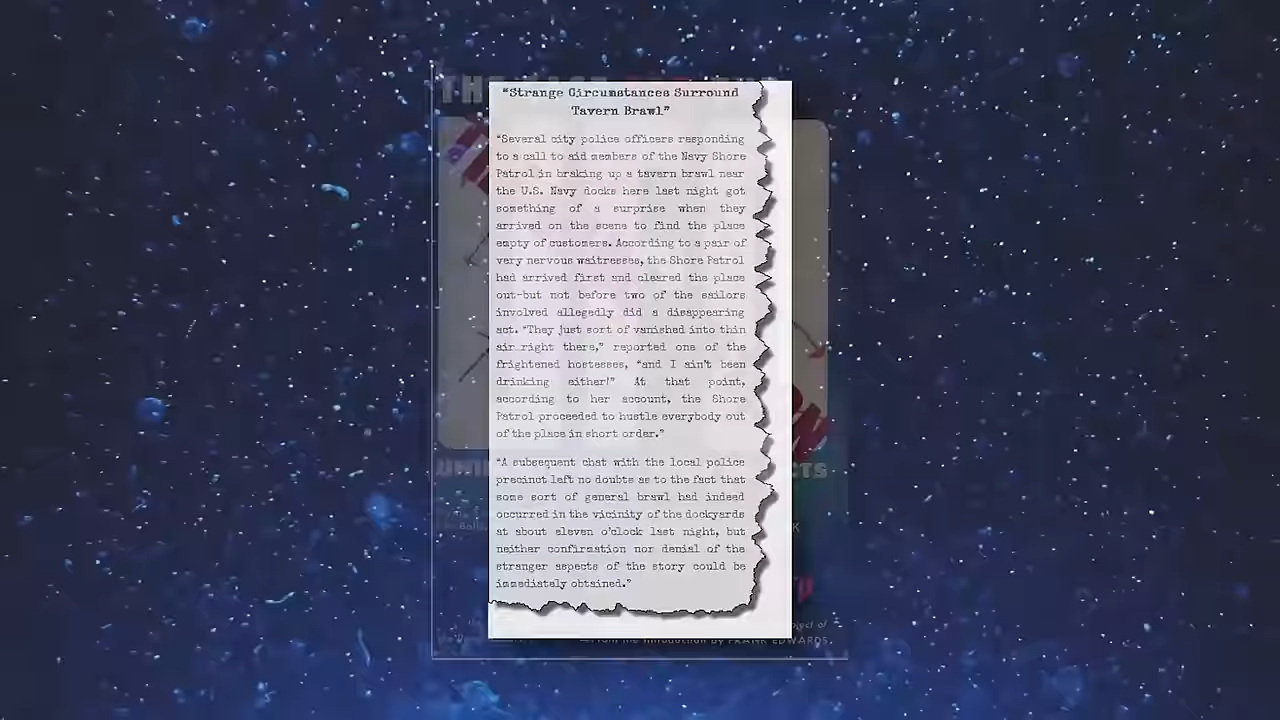 THE CASE FOR THE
"Strange Circumstances Surround
Tavern Brawl"
"Several city police officers responding
to a call to aid members of the Navy Shore
Patrol in braking up a tavern brawl near
the U.S. Navy docks here last night got
something of a surprise when they
arrived on the scene to find the place
empty of customers. According to a pair of
very nervous waitresses, the Shore Patrol
had arrived first and cleared the place
out-but not before two of the sailors
involved allegedly did a disappearing
act. "They just sort of vanished into thin
air right there," reported one of the
frightened hostesses, "and I ain't been
drinking either!" At that point,
according to her account, the Shore
Patrol proceeded to hustle everybody out
of the place in short order."
"A subsequent chat with the local police
precinct left no doubts as to the fact that
some sort of general brawl had indeed
occurred in the vicinity of the dockyards
at about eleven o'clock last night, but
neither confirmation nor denial of the
stranger aspects of the story could be
immediately obtained."
introduction by FRANK EDWARDS